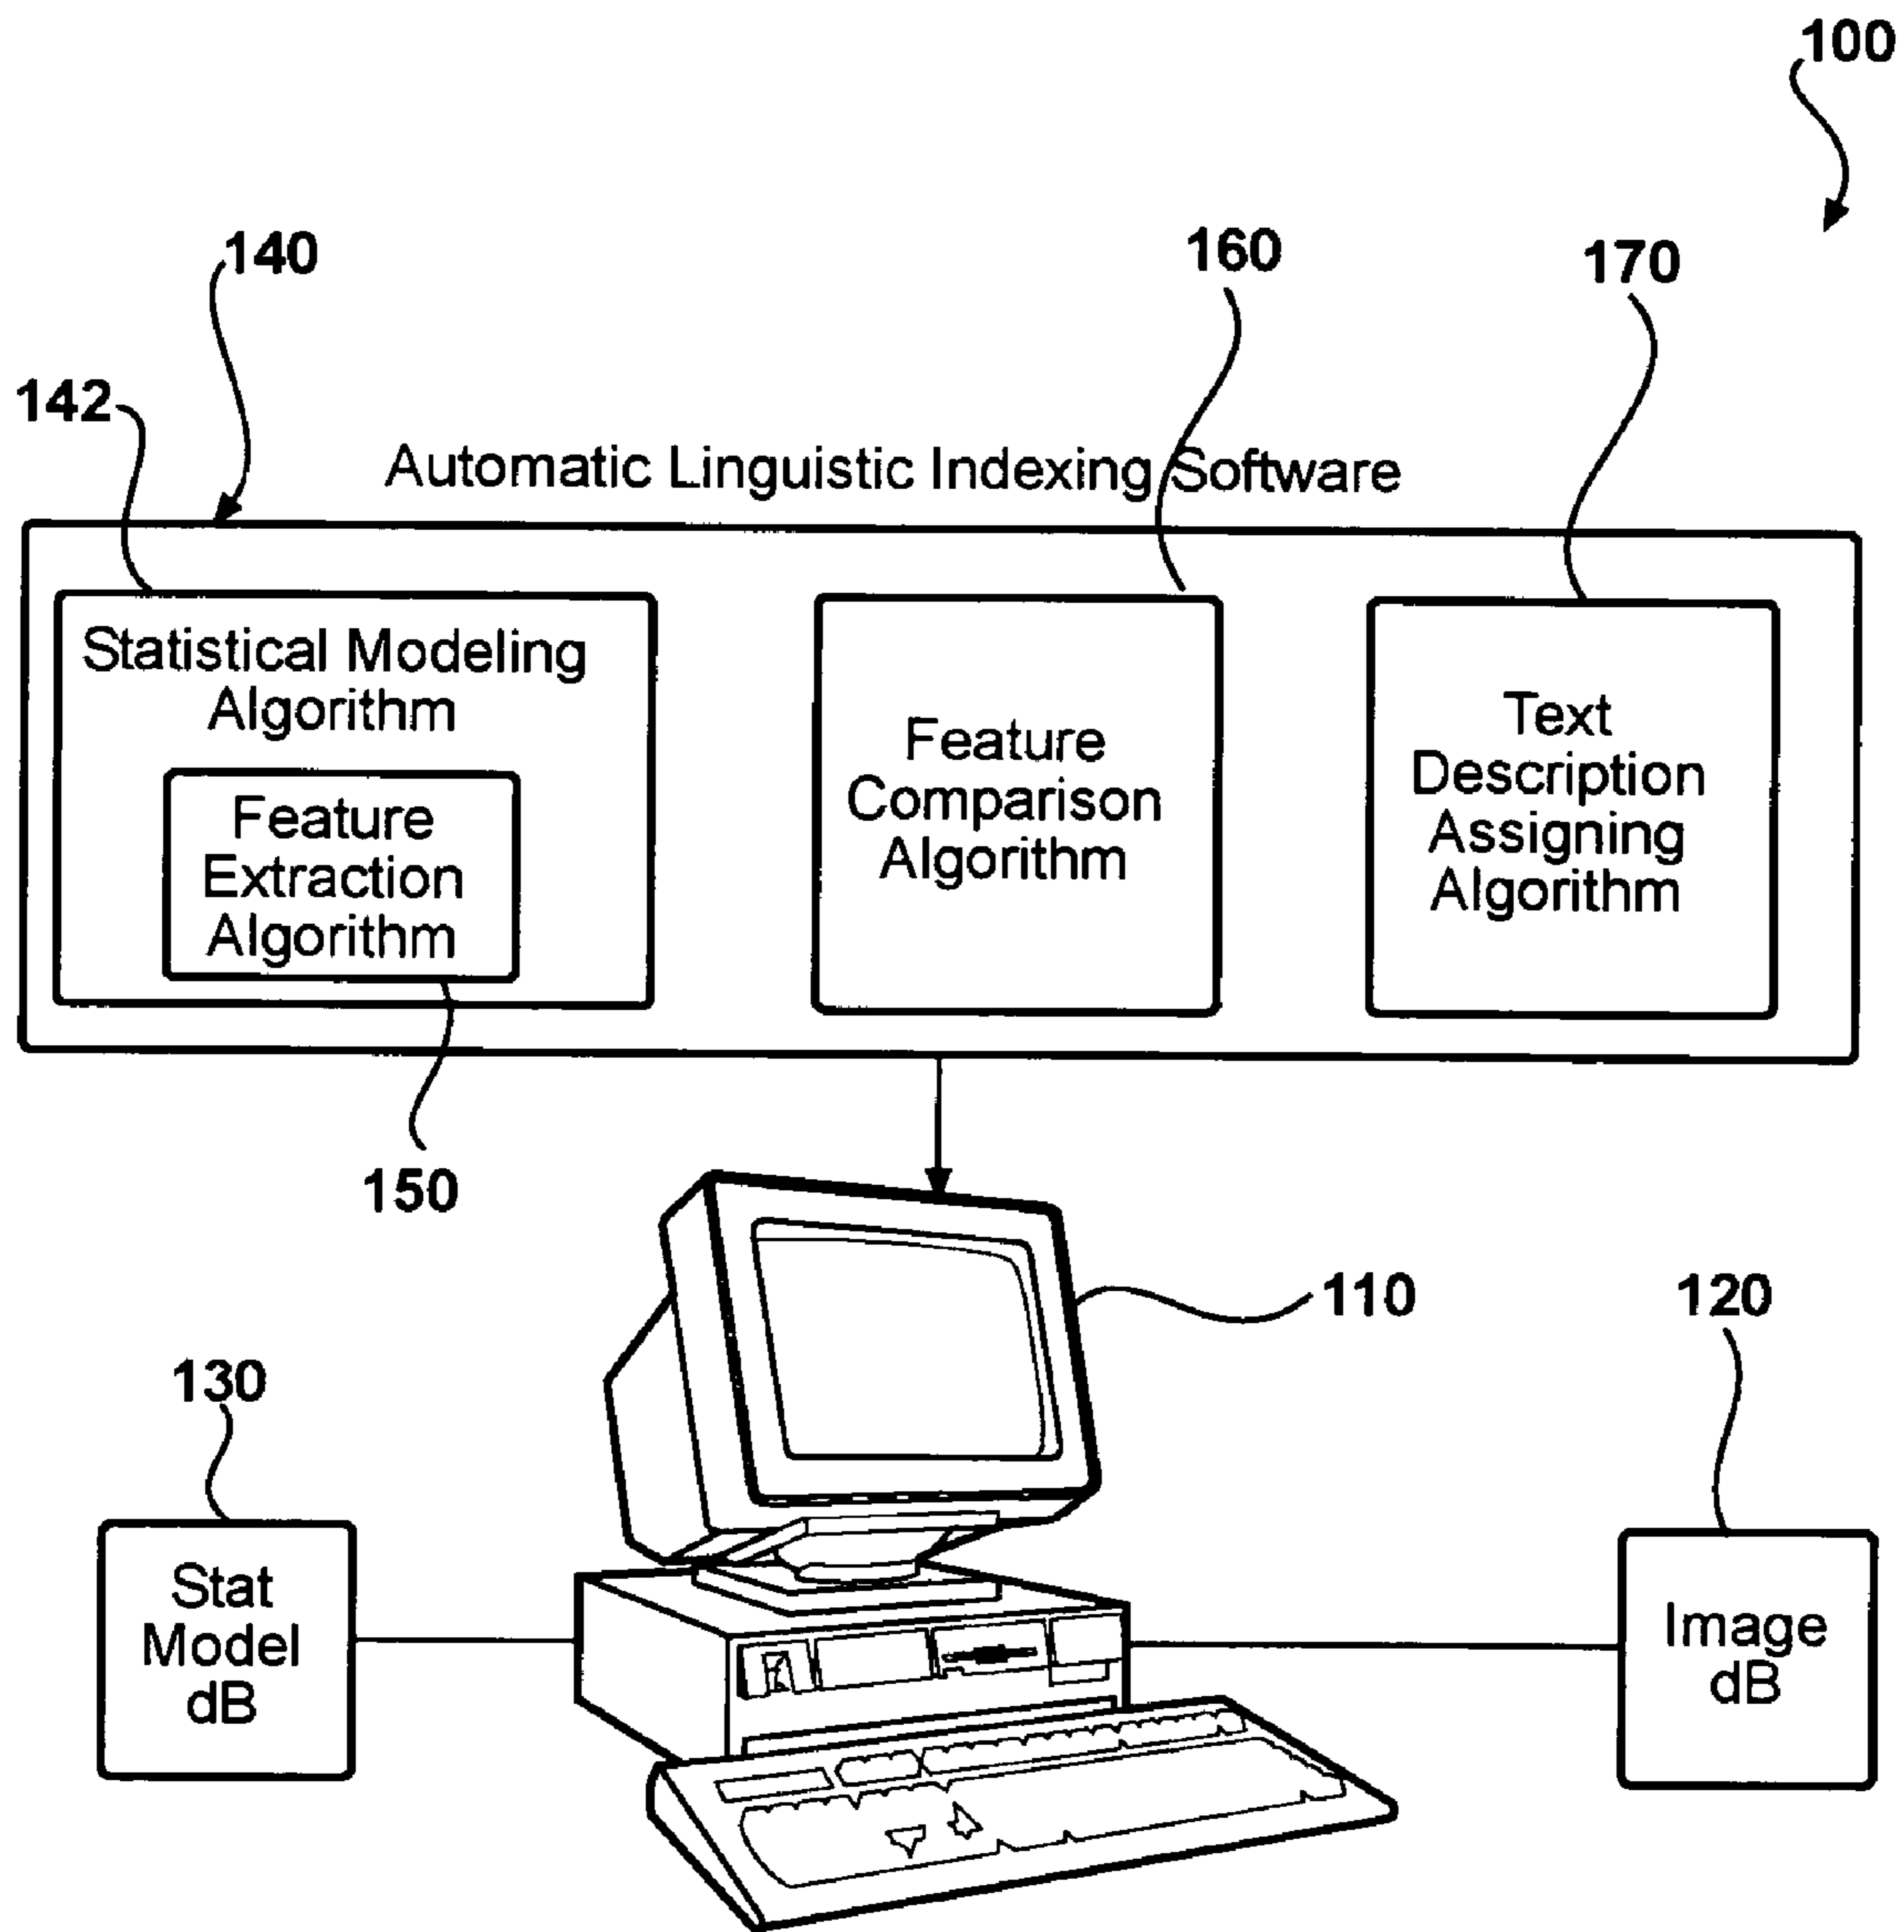 100
140
160
170
142
Automatic Linguistic Indexing Software
Statistical Modeling
Algorithm
Feature
Extraction
Algorithm
Feature
Comparison
Algorithm
Text
Description
Assigning
Algorithm
150
110
120
130
Stat
Model
dB
Image
dB